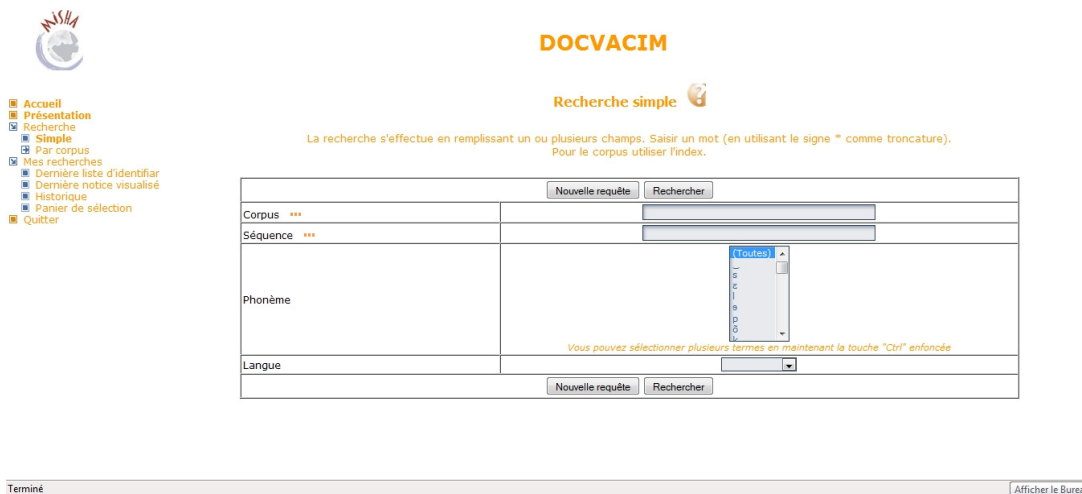 MISHA
DOCVACIM
Recherche simple ?
Accueil
Présentation
Recherche
Simple
Par corpus
Mes recherches
Dernière liste d'identifiar
Dernière notice visualisé
Historique
Panier de sélection
Quitter
La recherche s'effectue en remplissant un ou plusieurs champs. Saisir un mot (en utilisant le signe * comme troncature).
Pour le corpus utiliser l'index.
Nouvelle requête Rechercher
Corpus
Séquence
Phonème
(Toutes)
‿
s
ɛ
l
ə
p
õ
Vous pouvez sélectionner plusieurs termes en maintenant la touche "Ctrl" enfoncée
Langue
Nouvelle requête Rechercher
Terminé
Afficher le Burea